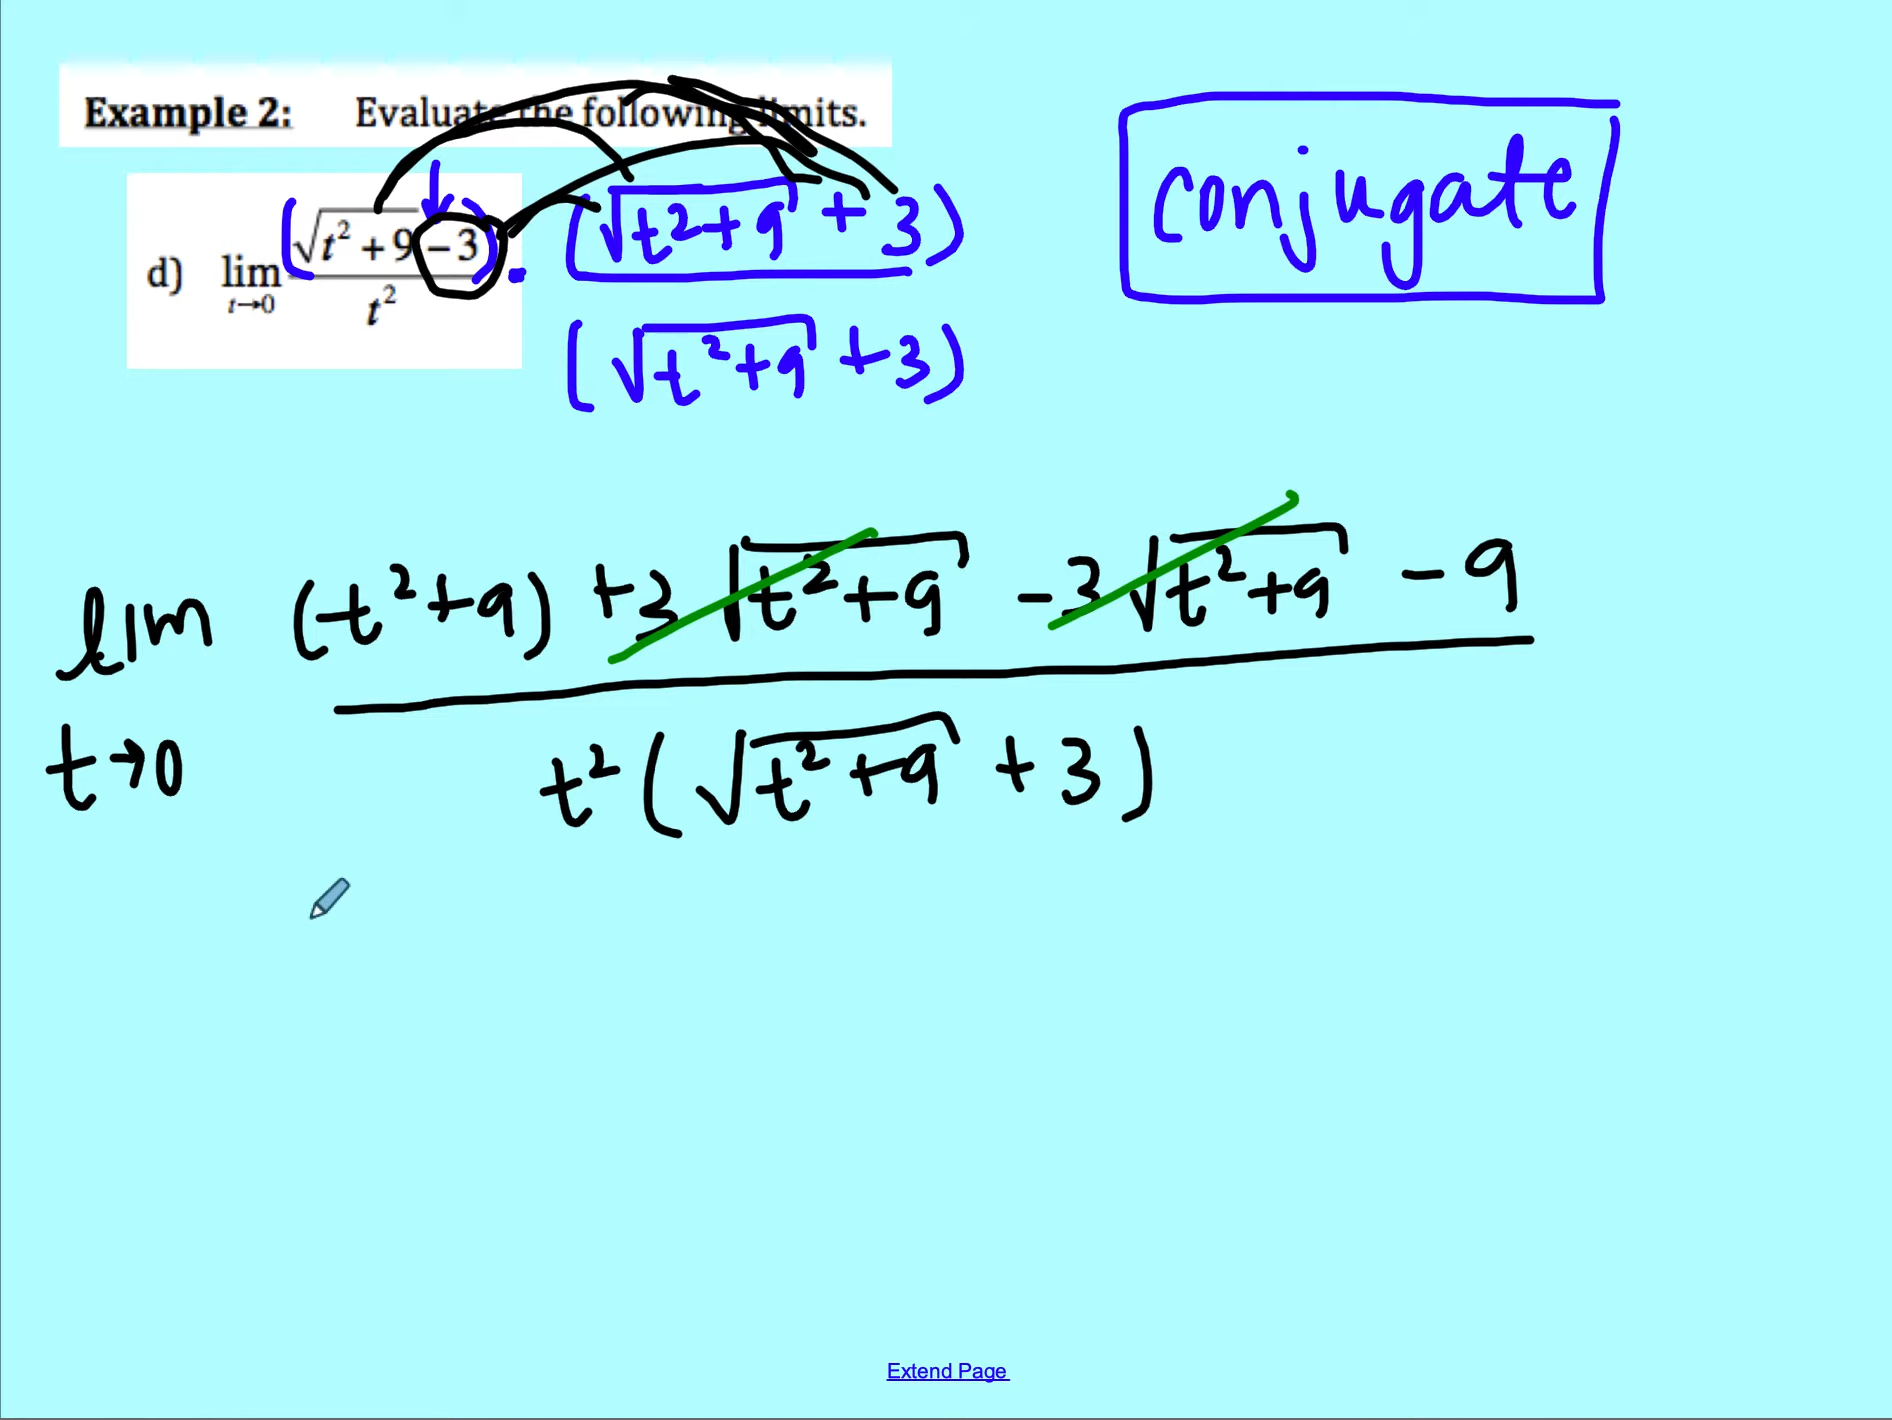 Example 2: Evaluate the following limits.
conjugate
d) lim t→0 (√(t² + 9) − 3) / t² · (√(t²+9) + 3) / (√(t²+9) + 3)
lim t→0 ((t²+9) +3√(t²+9) −3√(t²+9) − 9) / (t²(√(t²+9) + 3))
Extend Page